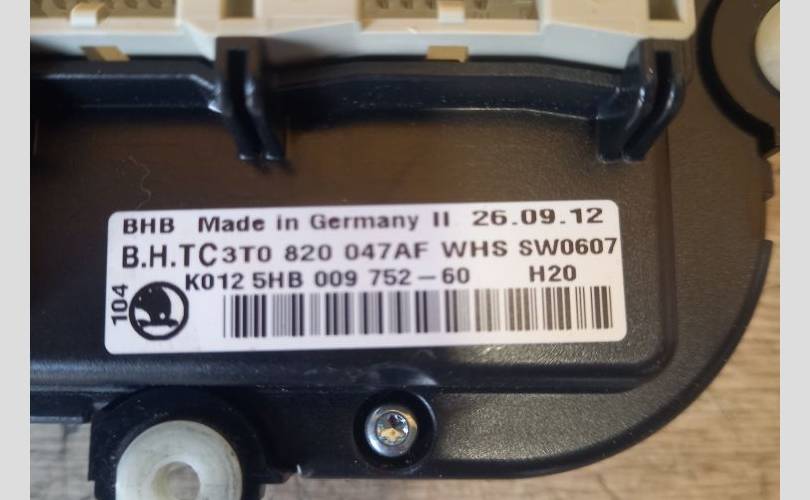 BHB Made in Germany II 26.09.12
B.H.TC 3T0 820 047AF WHS SW0607
K012 5HB 009 752-60 H20
104